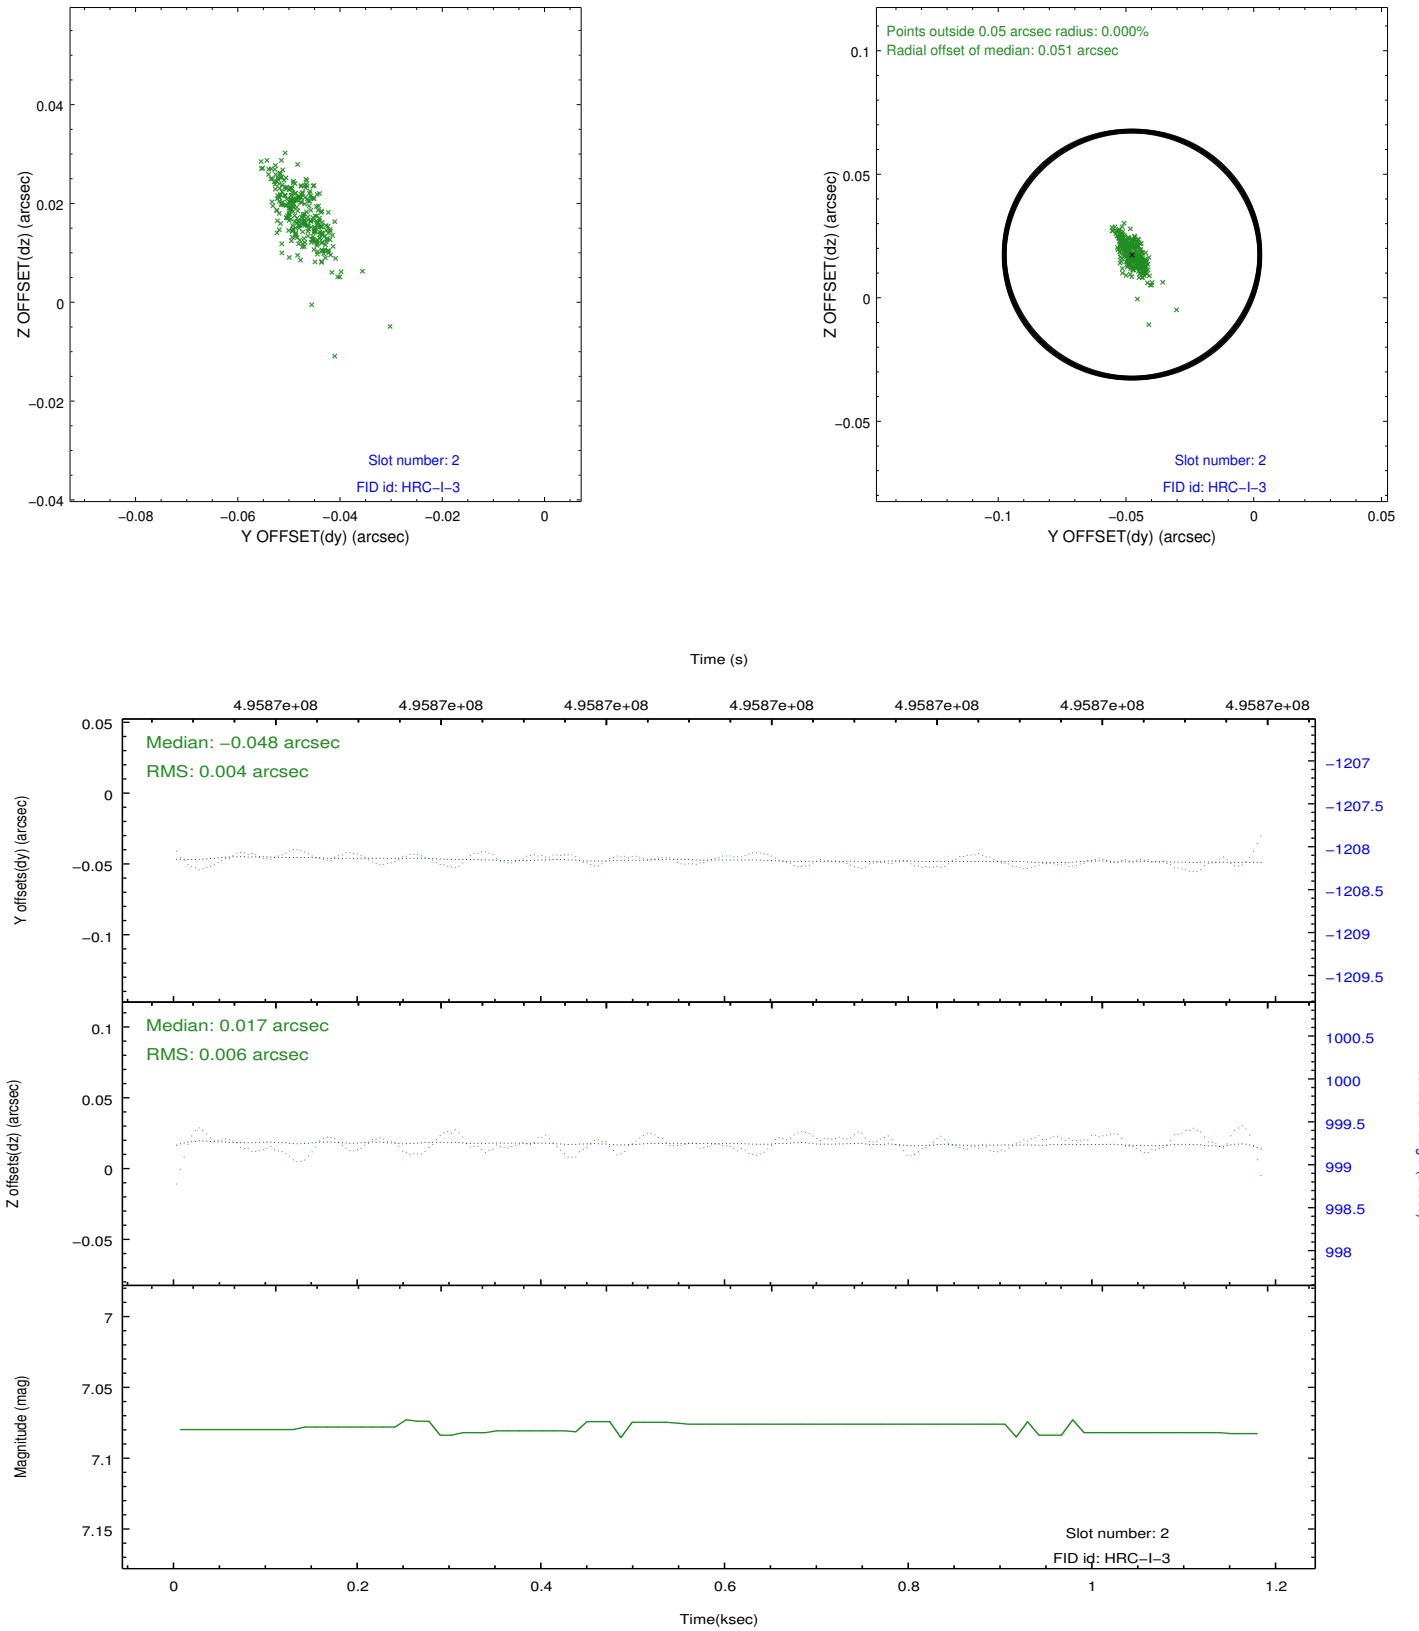 0.04
0.02
0
−0.02
−0.04
Z OFFSET(dz) (arcsec)
Slot number: 2
FID id: HRC−I−3
−0.08 −0.06 −0.04 −0.02 0
Y OFFSET(dy) (arcsec)
Points outside 0.05 arcsec radius: 0.000%
Radial offset of median: 0.051 arcsec
0.1
0.05
0
−0.05
Z OFFSET(dz) (arcsec)
Slot number: 2
FID id: HRC−I−3
−0.1 −0.05 0 0.05
Y OFFSET(dy) (arcsec)
Time (s)
4.9587e+08 4.9587e+08 4.9587e+08 4.9587e+08 4.9587e+08 4.9587e+08 4.9587e+08
Median: −0.048 arcsec
RMS: 0.004 arcsec
0.05
0
−0.05
−0.1
Y offsets(dy) (arcsec)
−1207
−1207.5
−1208
−1208.5
−1209
−1209.5
Median: 0.017 arcsec
RMS: 0.006 arcsec
0.1
0.05
0
−0.05
Z offsets(dz) (arcsec)
1000.5
1000
999.5
999
998.5
998
7
7.05
7.1
7.15
Magnitude (mag)
Slot number: 2
FID id: HRC−I−3
0 0.2 0.4 0.6 0.8 1 1.2
Time(ksec)